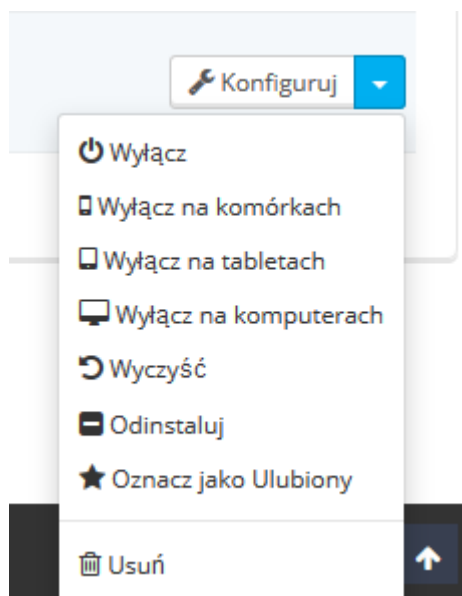 Konfiguruj
Wyłącz
Wyłącz na komórkach
Wyłącz na tabletach
Wyłącz na komputerach
Wyczyść
Odinstaluj
Oznacz jako Ulubiony
Usuń